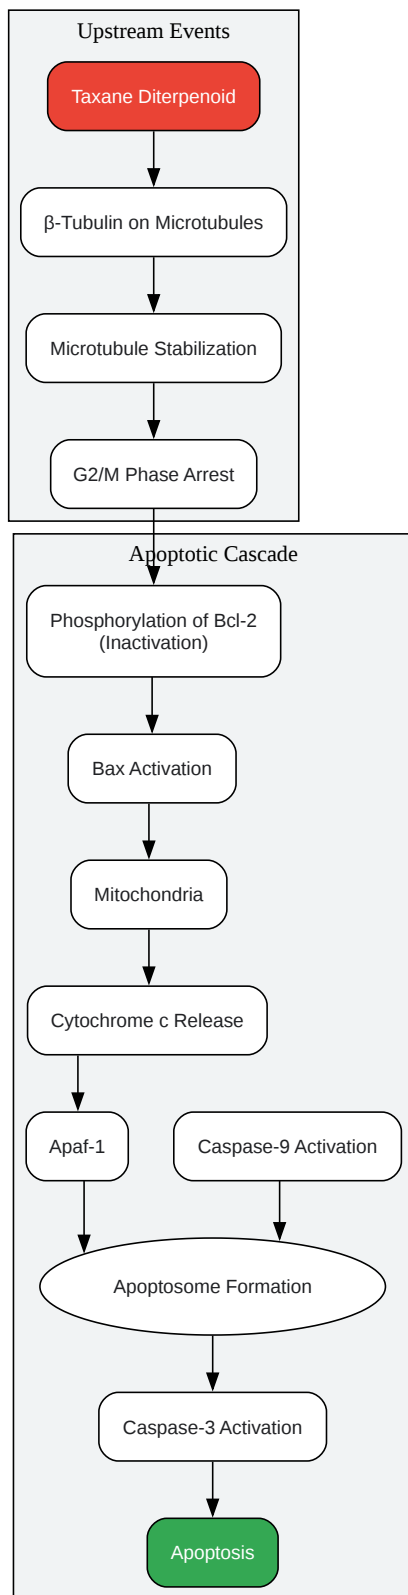 Upstream Events
Taxane Diterpenoid
β-Tubulin on Microtubules
Microtubule Stabilization
G2/M Phase Arrest
Apoptotic Cascade
Phosphorylation of Bcl-2
(Inactivation)
Bax Activation
Mitochondria
Cytochrome c Release
Apaf-1
Caspase-9 Activation
Apoptosome Formation
Caspase-3 Activation
Apoptosis